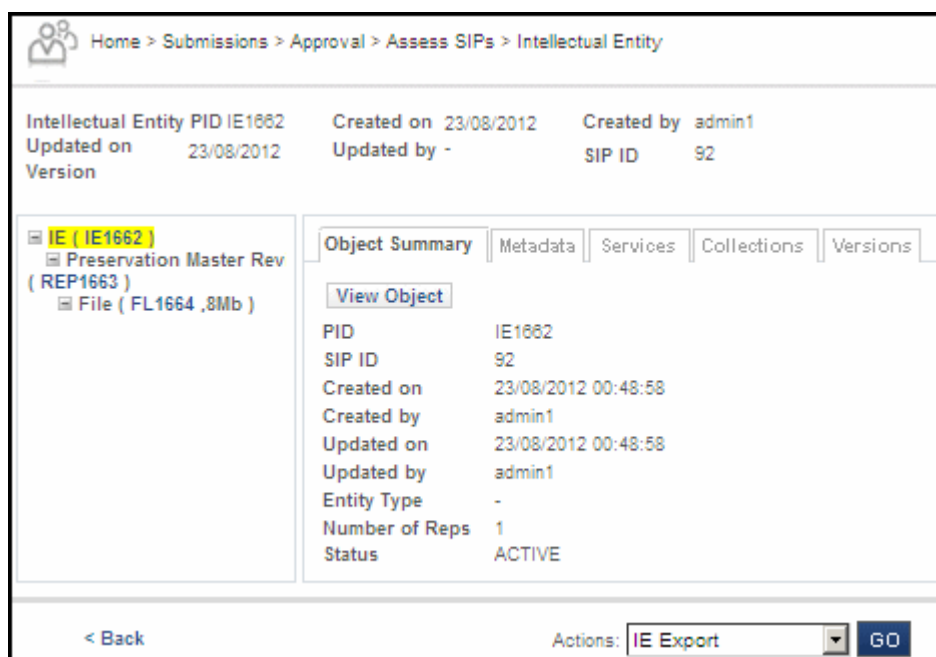 Home > Submissions > Approval > Assess SIPs > Intellectual Entity
Intellectual Entity PID IE1662 Created on 23/08/2012 Created by admin1
Updated on 23/08/2012 Updated by - SIP ID 92
Version
IE ( IE1662 )
Preservation Master Rev
( REP1663 )
File ( FL1664 ,8Mb )
Object Summary Metadata Services Collections Versions
View Object
PID IE1662
SIP ID 92
Created on 23/08/2012 00:48:58
Created by admin1
Updated on 23/08/2012 00:48:58
Updated by admin1
Entity Type -
Number of Reps 1
Status ACTIVE
< Back Actions: IE Export GO